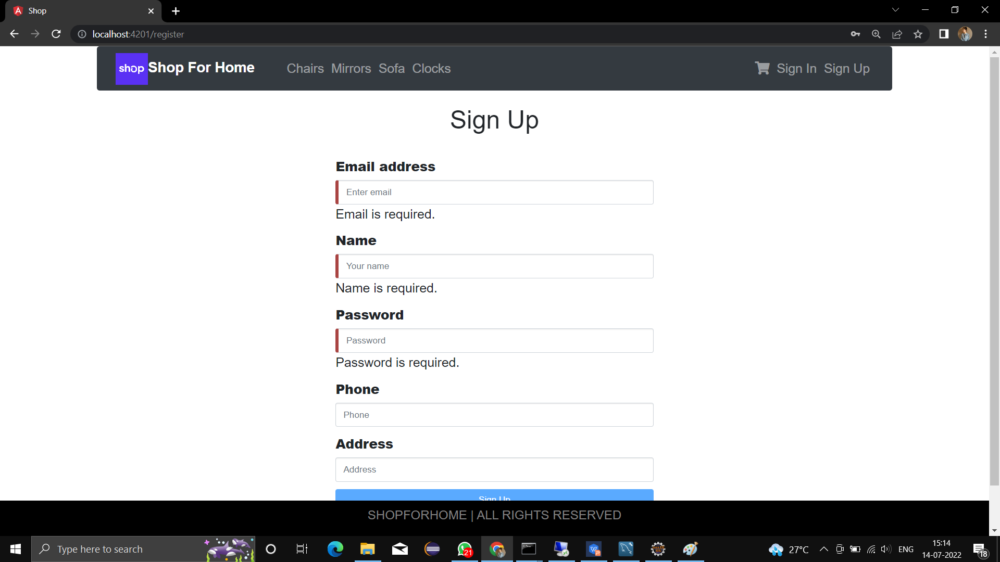 Shop
localhost:4201/register
shop Shop For Home Chairs Mirrors Sofa Clocks Sign In Sign Up
Sign Up
Email address
Enter email
Email is required.
Name
Your name
Name is required.
Password
Password
Password is required.
Phone
Phone
Address
Address
Sign Up
SHOPFORHOME | ALL RIGHTS RESERVED
Type here to search
21
27°C
ENG
15:14
14-07-2022
18